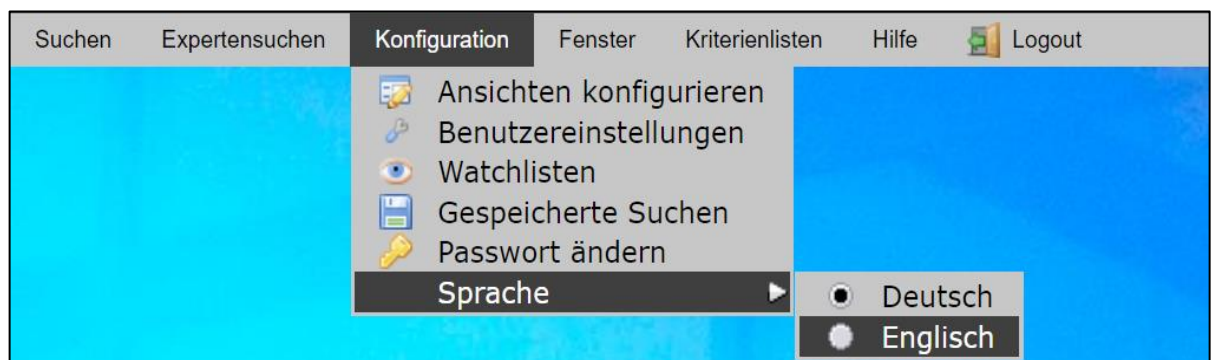 Suchen Expertensuchen Konfiguration Fenster Kriterienlisten Hilfe Logout
Ansichten konfigurieren
Benutzereinstellungen
Watchlisten
Gespeicherte Suchen
Passwort ändern
Sprache
Deutsch
Englisch